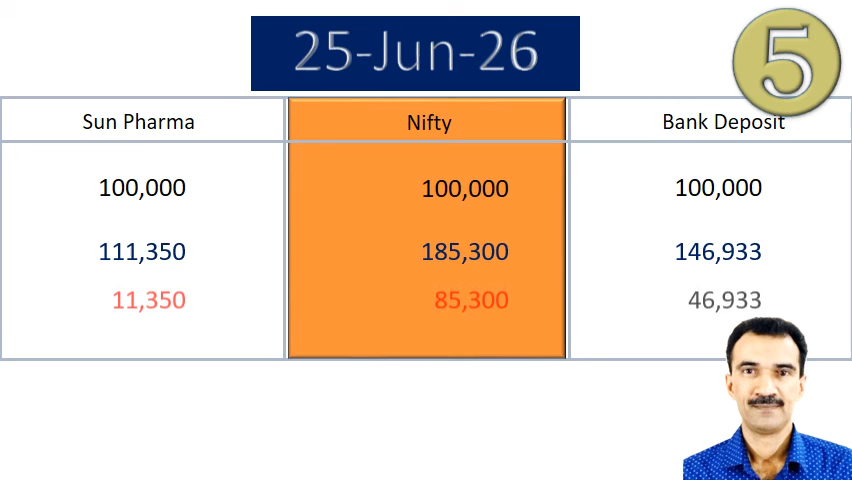 25-Jun-26
5
Sun Pharma Nifty Bank Deposit
100,000 100,000 100,000
111,350 185,300 146,933
11,350 85,300 46,933